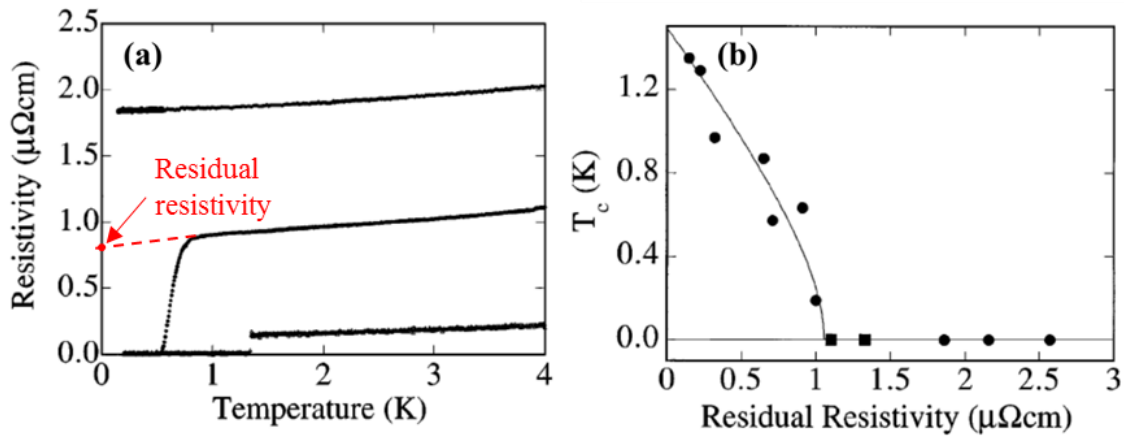 (a)
Resistivity (μΩcm)
2.5
2.0
1.5
1.0
0.5
0.0
Residual
resistivity
0
1
2
3
4
Temperature (K)
(b)
T_c (K)
1.2
0.8
0.4
0.0
0
0.5
1
1.5
2
2.5
3
Residual Resistivity (μΩcm)